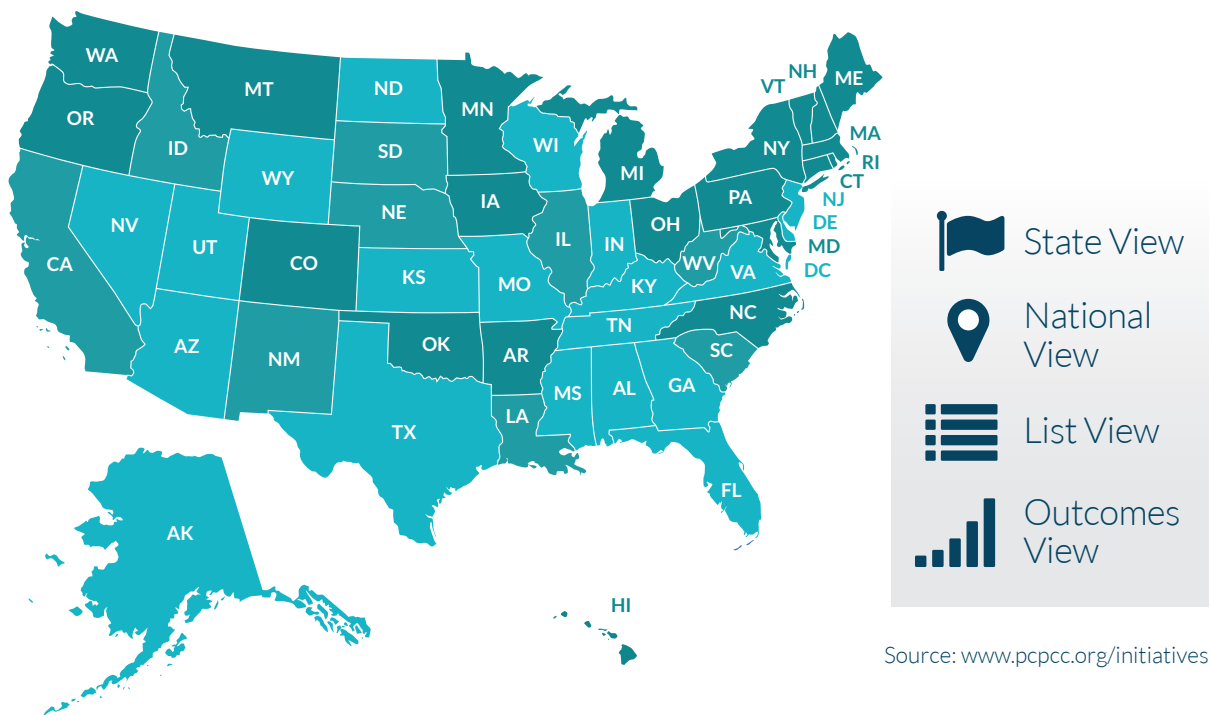 WA
MT
ND
MN
OR
ID
SD
WI
WY
MI
NY
VT
NH
ME
MA
RI
CT
NJ
DE
MD
DC
NE
IA
PA
OH
NV
UT
CO
IL
IN
WV
VA
CA
KS
MO
KY
NC
TN
AZ
NM
OK
AR
SC
MS
AL
GA
LA
TX
FL
AK
HI
State View
National
View
List View
Outcomes
View
Source: www.pcpcc.org/initiatives